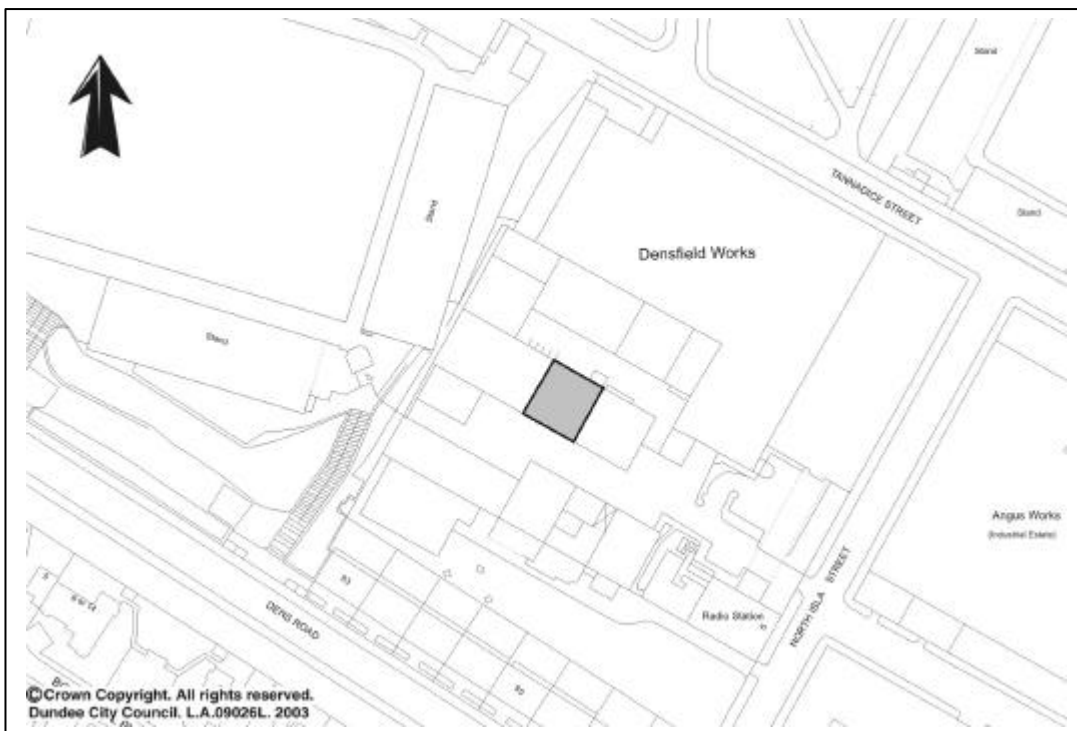 Stand
TANNADICE STREET
Stand
Stand
Densfield Works
Stand
Angus Works
(Industrial Estate)
NORTH ISLA STREET
Radio Station
DENS ROAD
©Crown Copyright. All rights reserved.
Dundee City Council. L.A.09026L. 2003